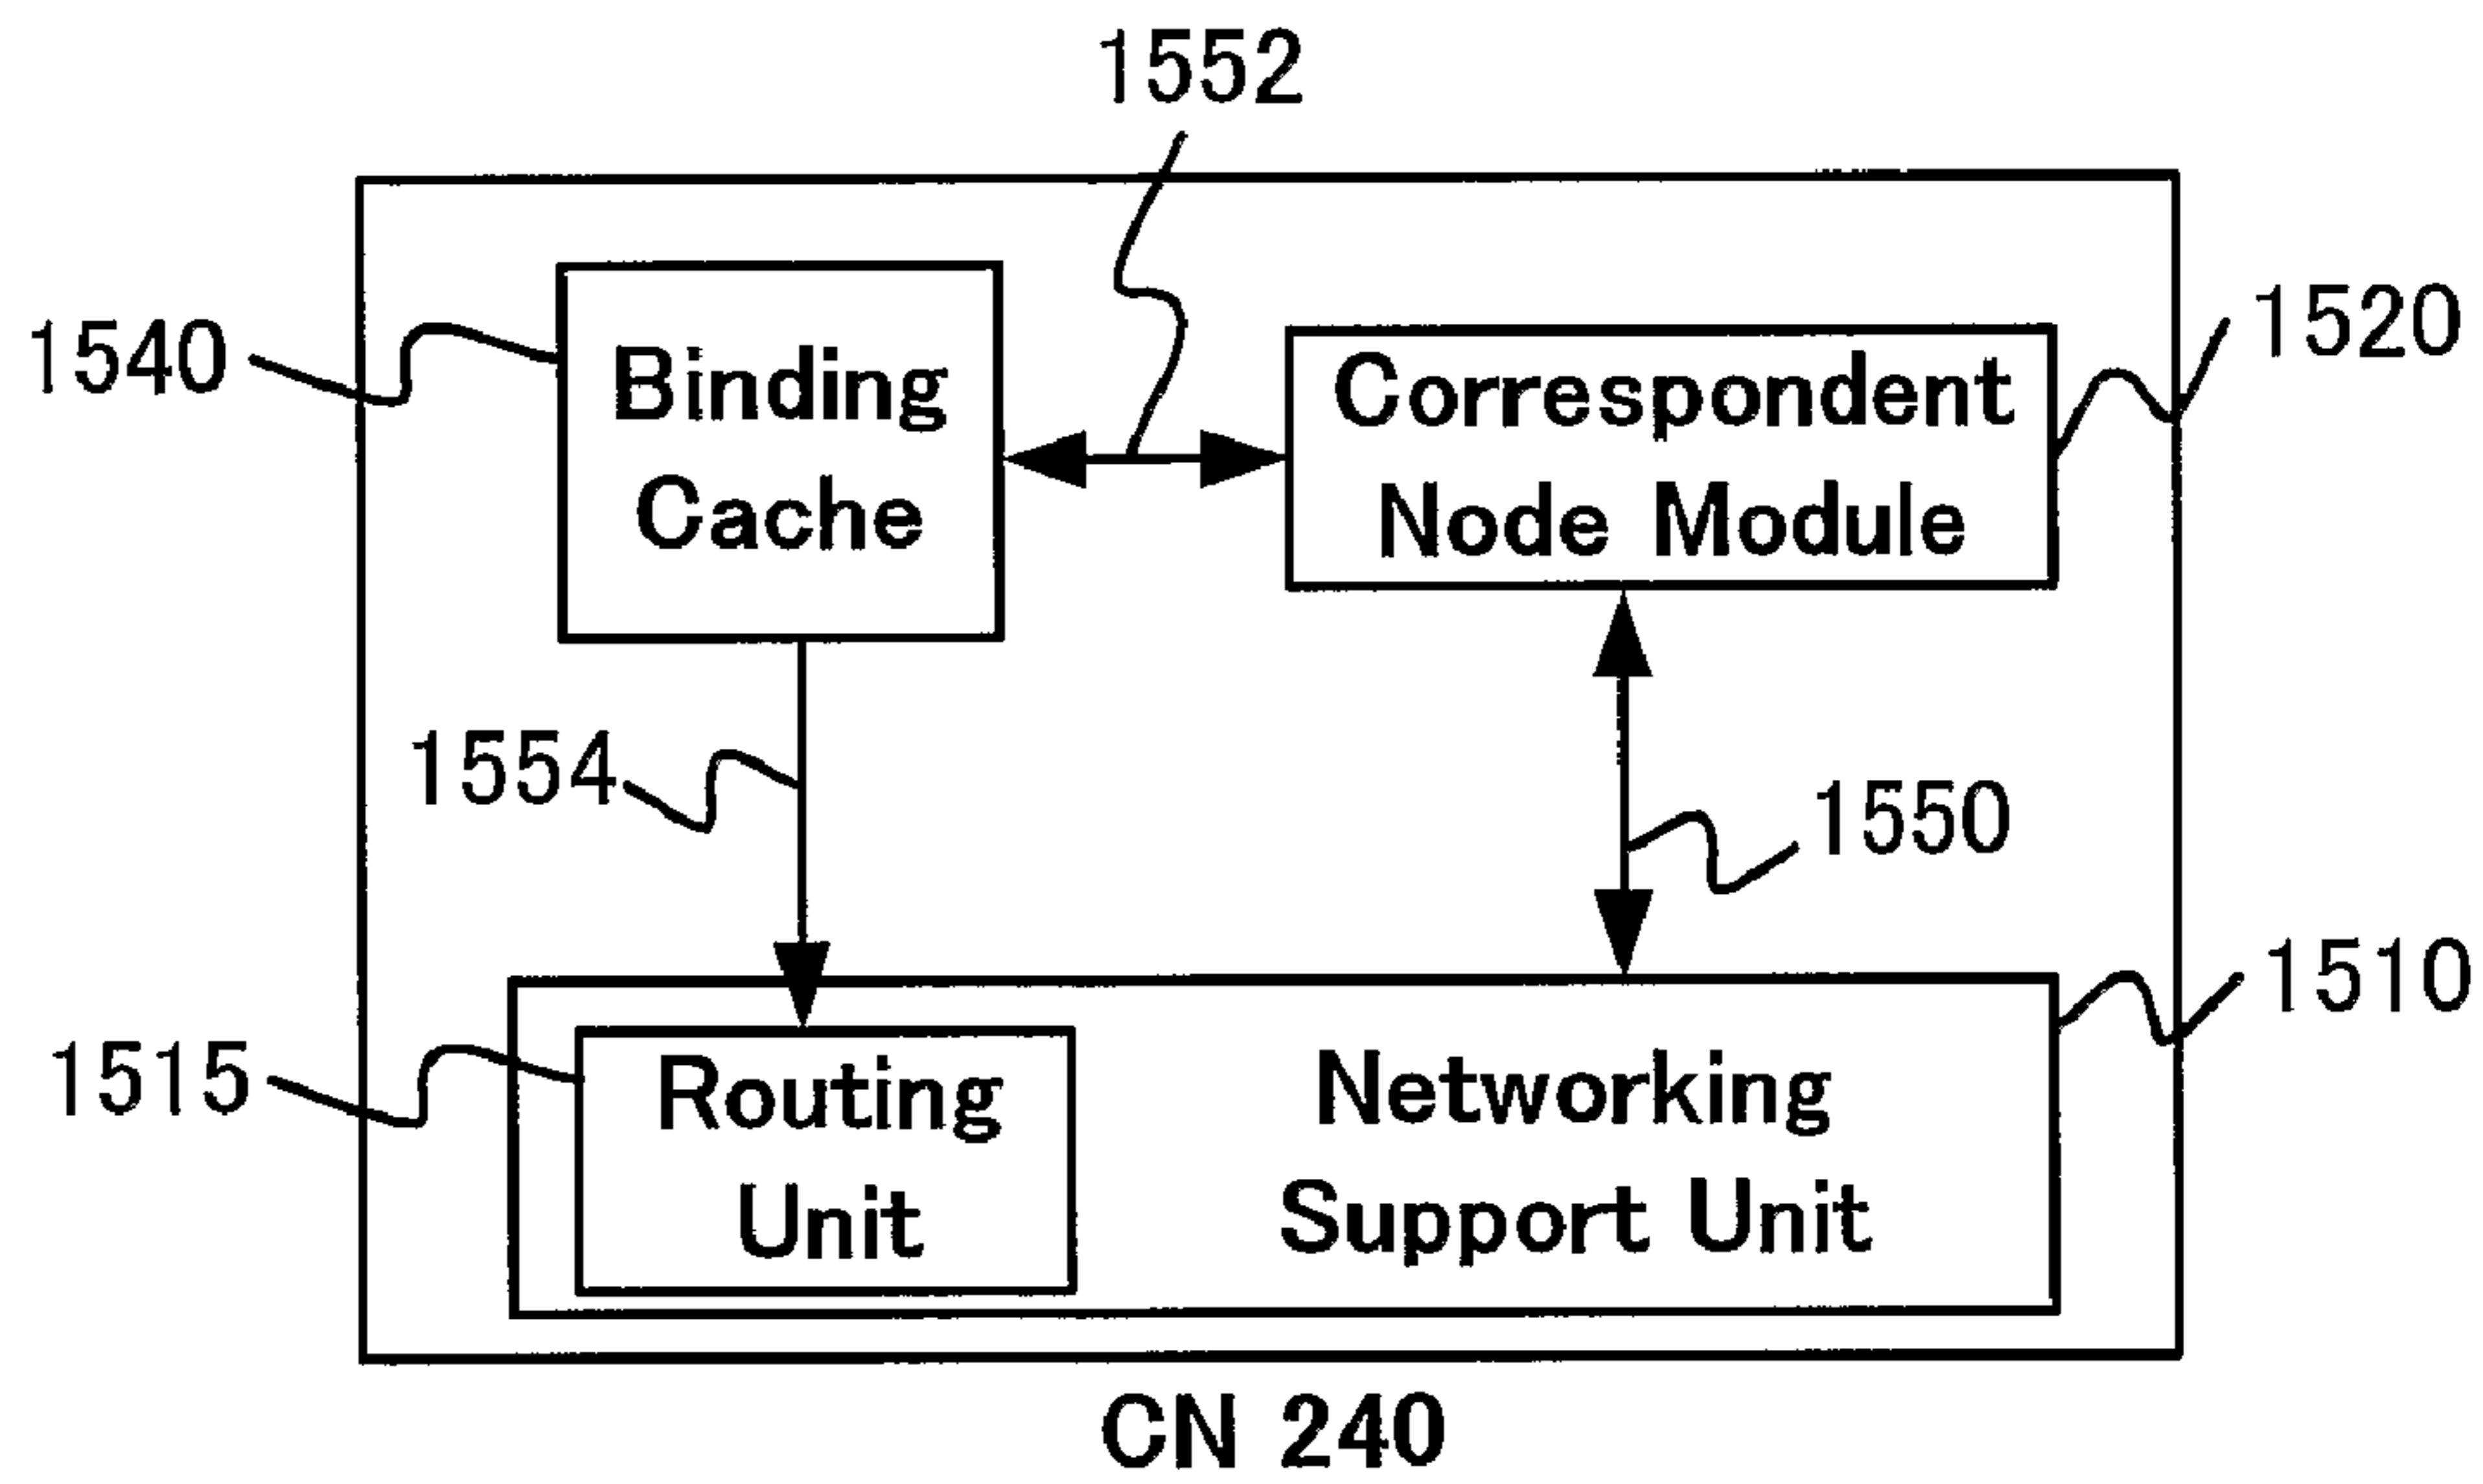 1552
1540
Binding
Cache
Correspondent
Node Module
1520
1554
1550
1510
1515
Routing
Unit
Networking
Support Unit
CN 240